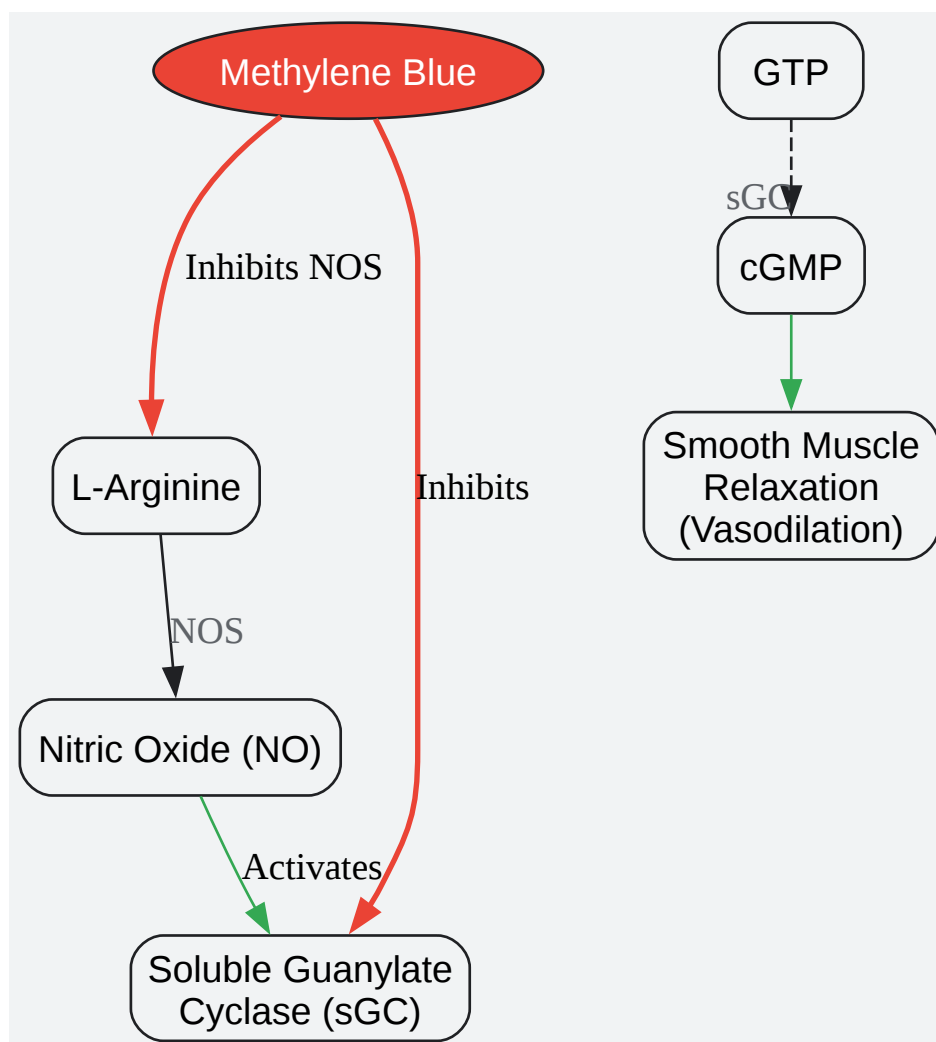 Methylene Blue
GTP
sGC
Inhibits NOS
cGMP
L-Arginine
Inhibits
Smooth Muscle
Relaxation
(Vasodilation)
NOS
Nitric Oxide (NO)
Activates
Soluble Guanylate
Cyclase (sGC)